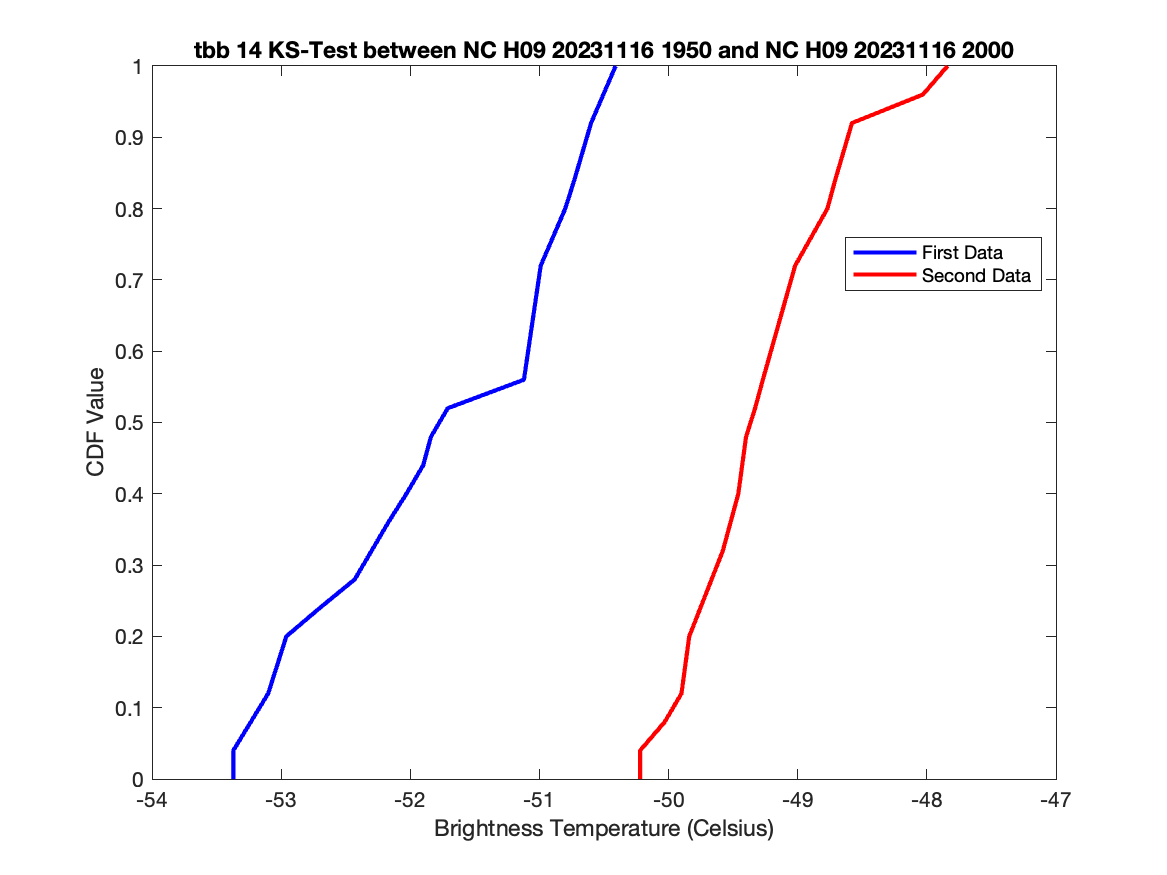 tbb 14 KS-Test between NC H09 20231116 1950 and NC H09 20231116 2000
1
0.9
0.8
0.7
0.6
0.5
0.4
0.3
0.2
0.1
0
CDF Value
First Data
Second Data
-54 -53 -52 -51 -50 -49 -48 -47
Brightness Temperature (Celsius)